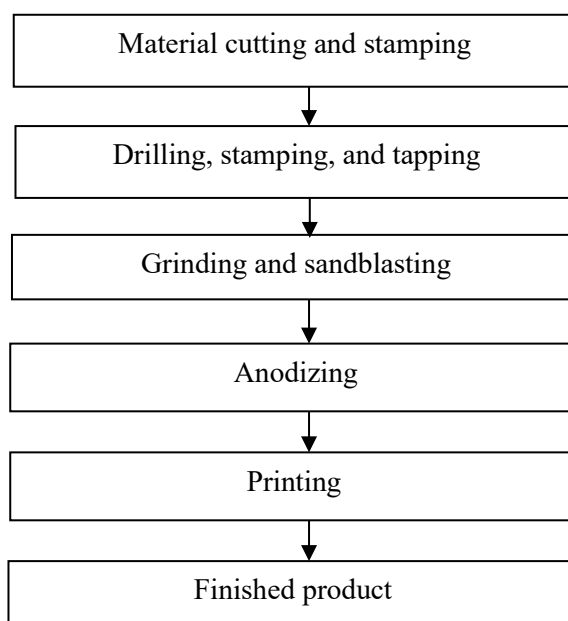 Material cutting and stamping
Drilling, stamping, and tapping
Grinding and sandblasting
Anodizing
Printing
Finished product